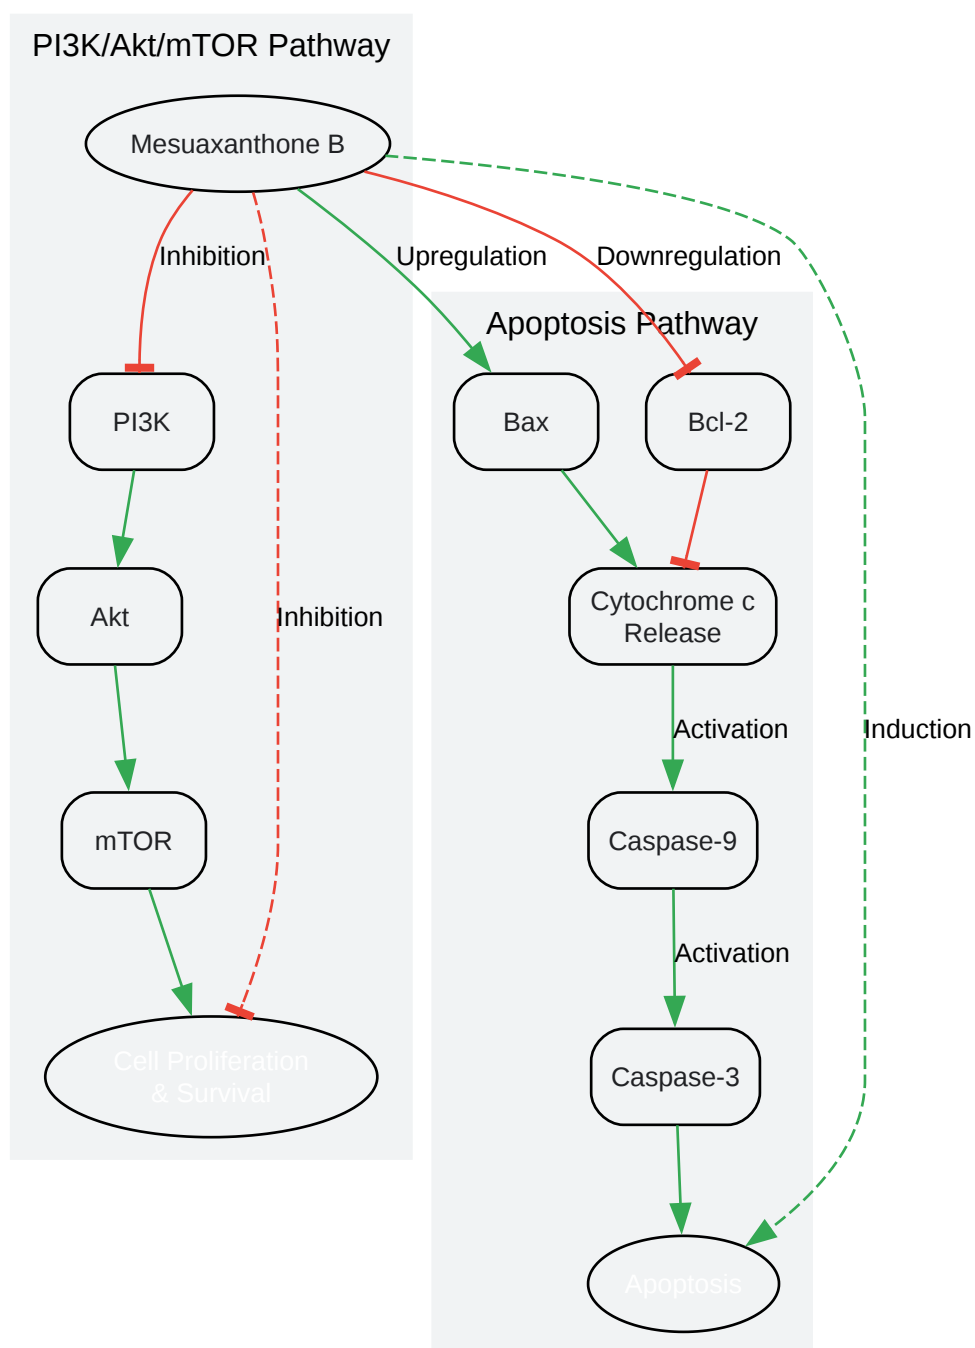 PI3K/Akt/mTOR Pathway
Mesuaxanthone B
Inhibition
Upregulation
Downregulation
Apoptosis Pathway
PI3K
Bax
Bcl-2
Akt
Inhibition
Cytochrome c
Release
Activation
Induction
mTOR
Caspase-9
Activation
Cell Proliferation
& Survival
Caspase-3
Apoptosis